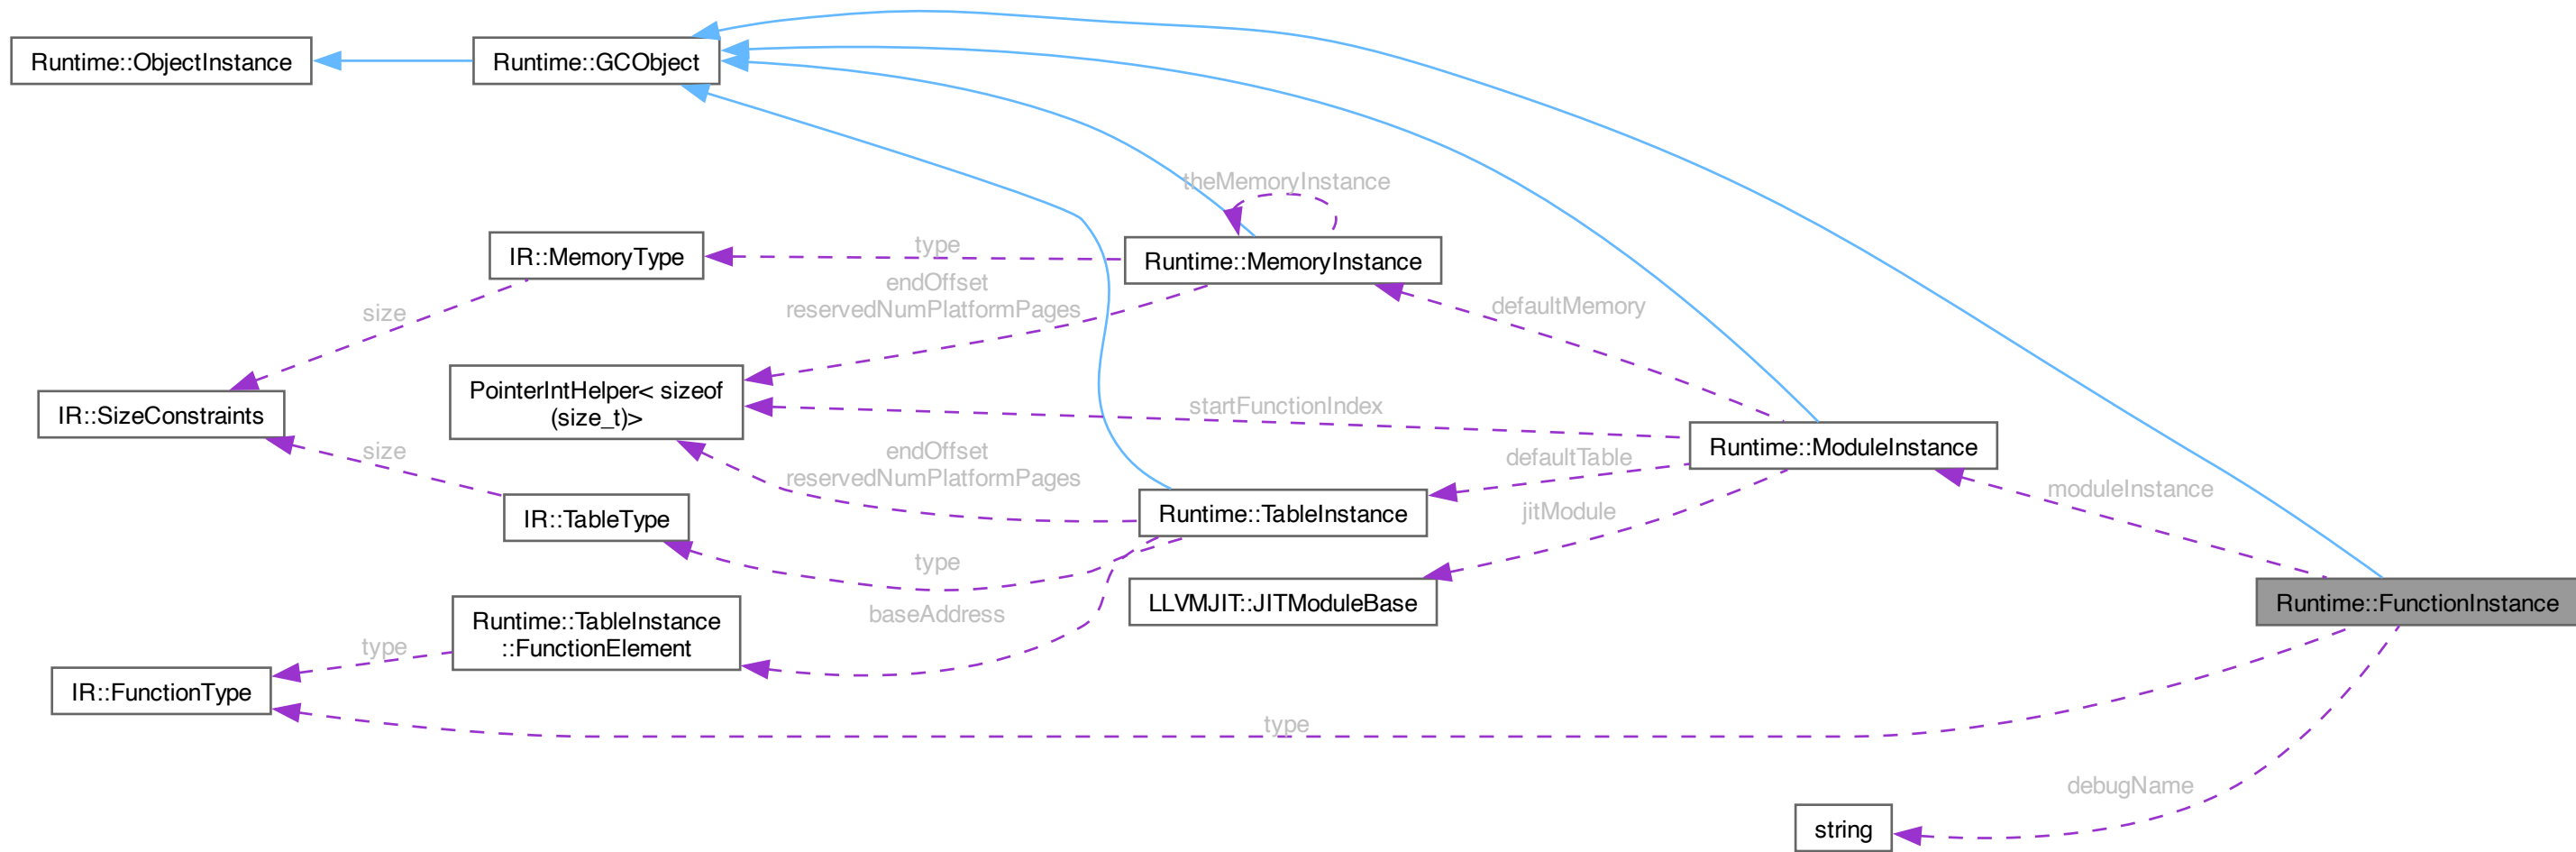 Runtime::ObjectInstance
Runtime::GCObject
theMemoryInstance
IR::MemoryType
type
Runtime::MemoryInstance
endOffset
reservedNumPlatformPages
size
defaultMemory
PointerIntHelper< sizeof
(size_t)>
IR::SizeConstraints
startFunctionIndex
Runtime::ModuleInstance
size
endOffset
reservedNumPlatformPages
defaultTable
moduleInstance
IR::TableType
Runtime::TableInstance
jitModule
type
LLVMJIT::JITModuleBase
Runtime::FunctionInstance
baseAddress
Runtime::TableInstance
::FunctionElement
type
IR::FunctionType
type
debugName
string